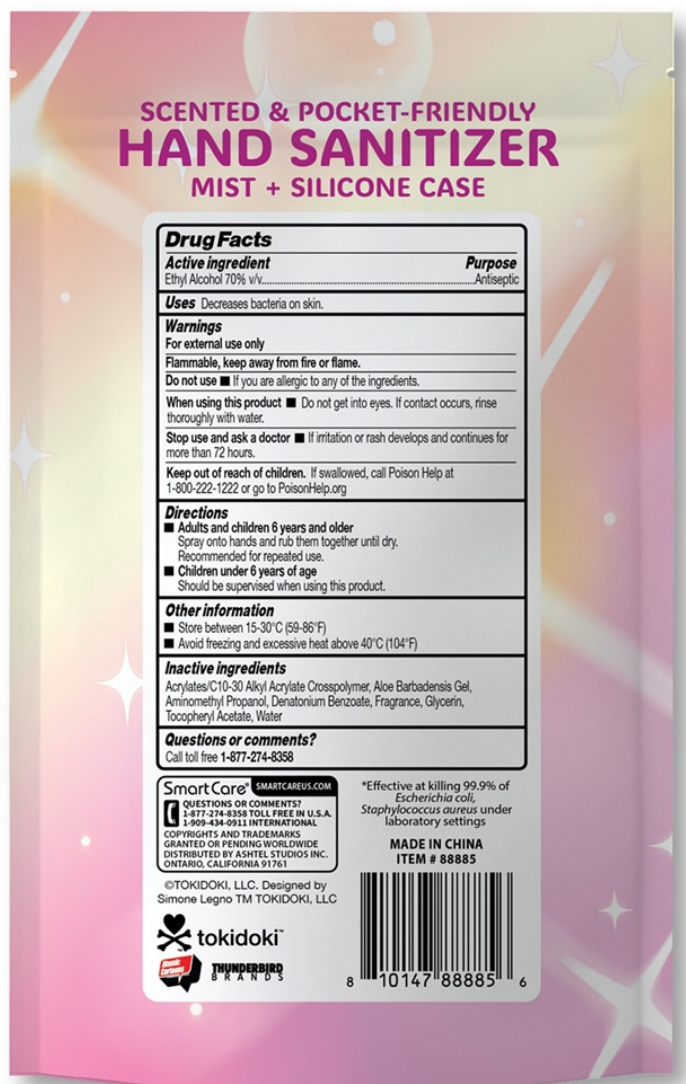 SCENTED & POCKET-FRIENDLY
HAND SANITIZER
MIST + SILICONE CASE
Drug Facts
Active ingredient Purpose
Ethyl Alcohol 70% v/v....................Antiseptic
Uses Decreases bacteria on skin.
Warnings
For external use only
Flammable, keep away from fire or flame.
Do not use ■ If you are allergic to any of the ingredients.
When using this product ■ Do not get into eyes. If contact occurs, rinse
thoroughly with water.
Stop use and ask a doctor ■ If irritation or rash develops and continues for
more than 72 hours.
Keep out of reach of children. If swallowed, call Poison Help at
1-800-222-1222 or go to PoisonHelp.org
Directions
■ Adults and children 6 years and older
Spray onto hands and rub them together until dry.
Recommended for repeated use.
■ Children under 6 years of age
Should be supervised when using this product.
Other information
■ Store between 15-30°C (59-86°F)
■ Avoid freezing and excessive heat above 40°C (104°F)
Inactive ingredients
Acrylates/C10-30 Alkyl Acrylate Crosspolymer, Aloe Barbadensis Gel,
Aminomethyl Propanol, Denatonium Benzoate, Fragrance, Glycerin,
Tocopheryl Acetate, Water
Questions or comments?
Call toll free 1-877-274-8358
SmartCare® SMARTCAREUS.COM
QUESTIONS OR COMMENTS?
1-877-274-8358 TOLL FREE IN U.S.A.
1-909-434-0911 INTERNATIONAL
COPYRIGHTS AND TRADEMARKS
GRANTED OR PENDING WORLDWIDE
DISTRIBUTED BY ASHTEL STUDIOS INC.
ONTARIO, CALIFORNIA 91761
*Effective at killing 99.9% of
Escherichia coli,
Staphylococcus aureus under
laboratory settings
MADE IN CHINA
ITEM # 88885
©TOKIDOKI, LLC. Designed by
Simone Legno TM TOKIDOKI, LLC
tokidoki™
Atomic
Cartoons
THUNDERBIRD
BRANDS
8 10147 88885 6